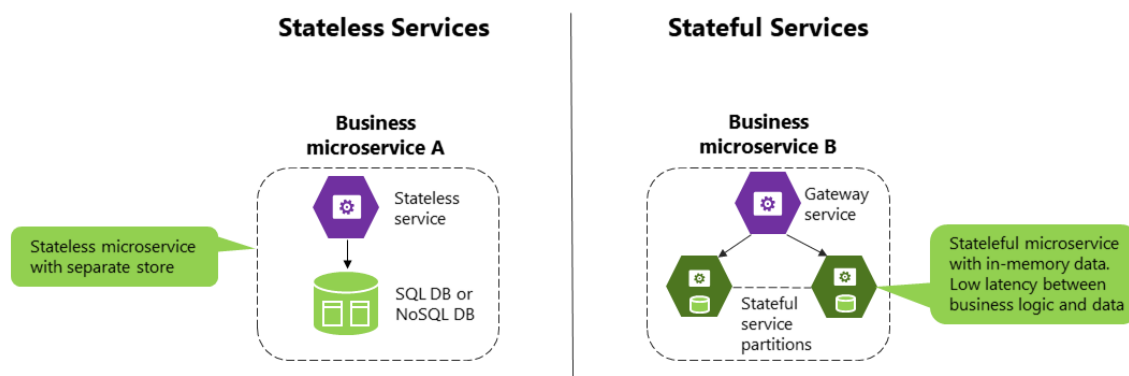 Stateless Services
Stateful Services
Business
microservice A
Stateless
service
Stateless microservice
with separate store
SQL DB or
NoSQL DB
Business
microservice B
Gateway
service
Stateful
service
partitions
Stateleful microservice
with in-memory data.
Low latency between
business logic and data